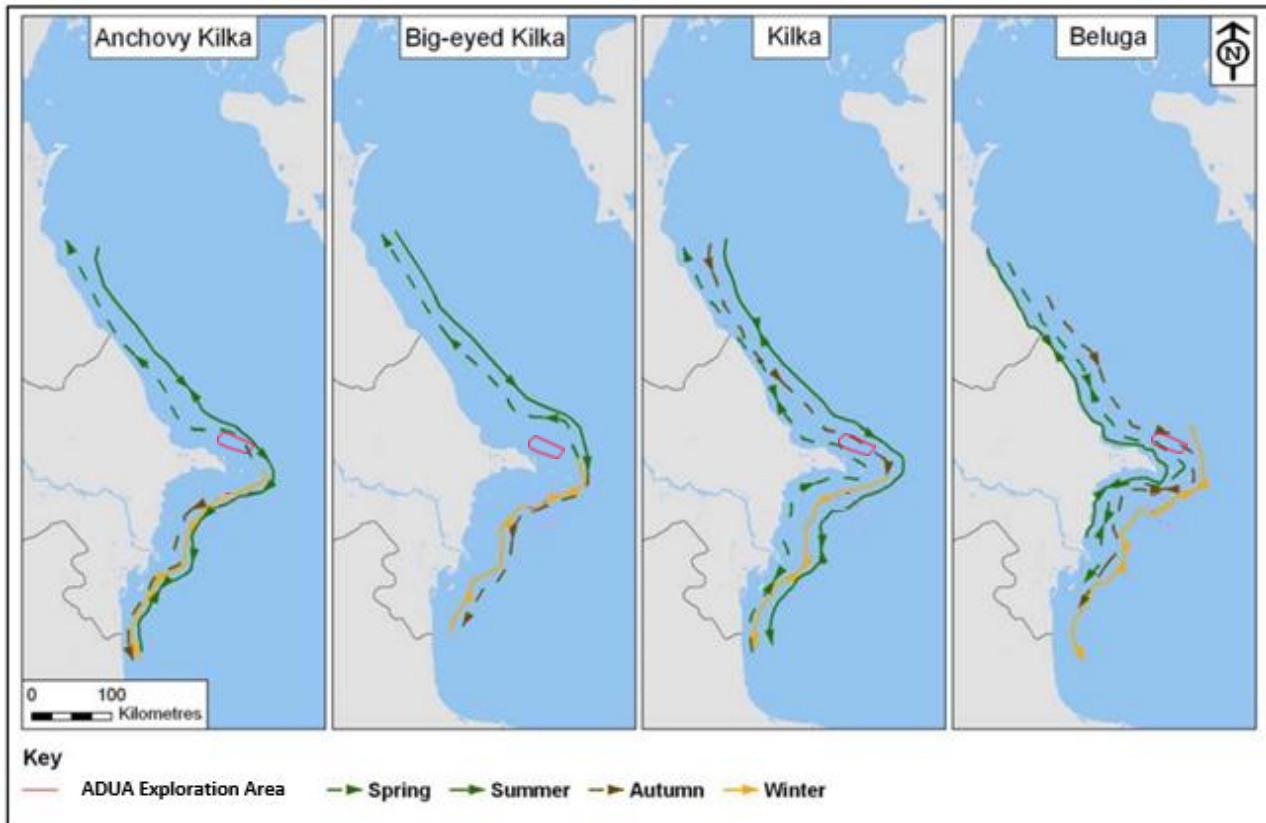 Anchovy Kilka
Big-eyed Kilka
Kilka
Beluga
N
0 100
Kilometres
Key
ADUA Exploration Area
Spring
Summer
Autumn
Winter